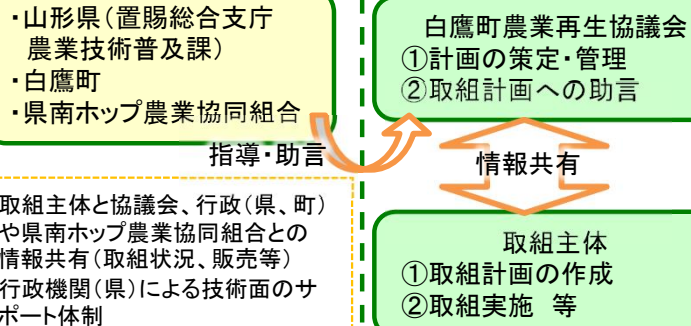 ・山形県(置賜総合支庁
農業技術普及課)
・白鷹町
・県南ホップ農業協同組合
指導・助言
取組主体と協議会、行政(県、町)
や県南ホップ農業協同組合との
情報共有(取組状況、販売等)
行政機関(県)による技術面のサ
ポート体制
白鷹町農業再生協議会
①計画の策定・管理
②取組計画への助言
情報共有
取組主体
①取組計画の作成
②取組実施 等